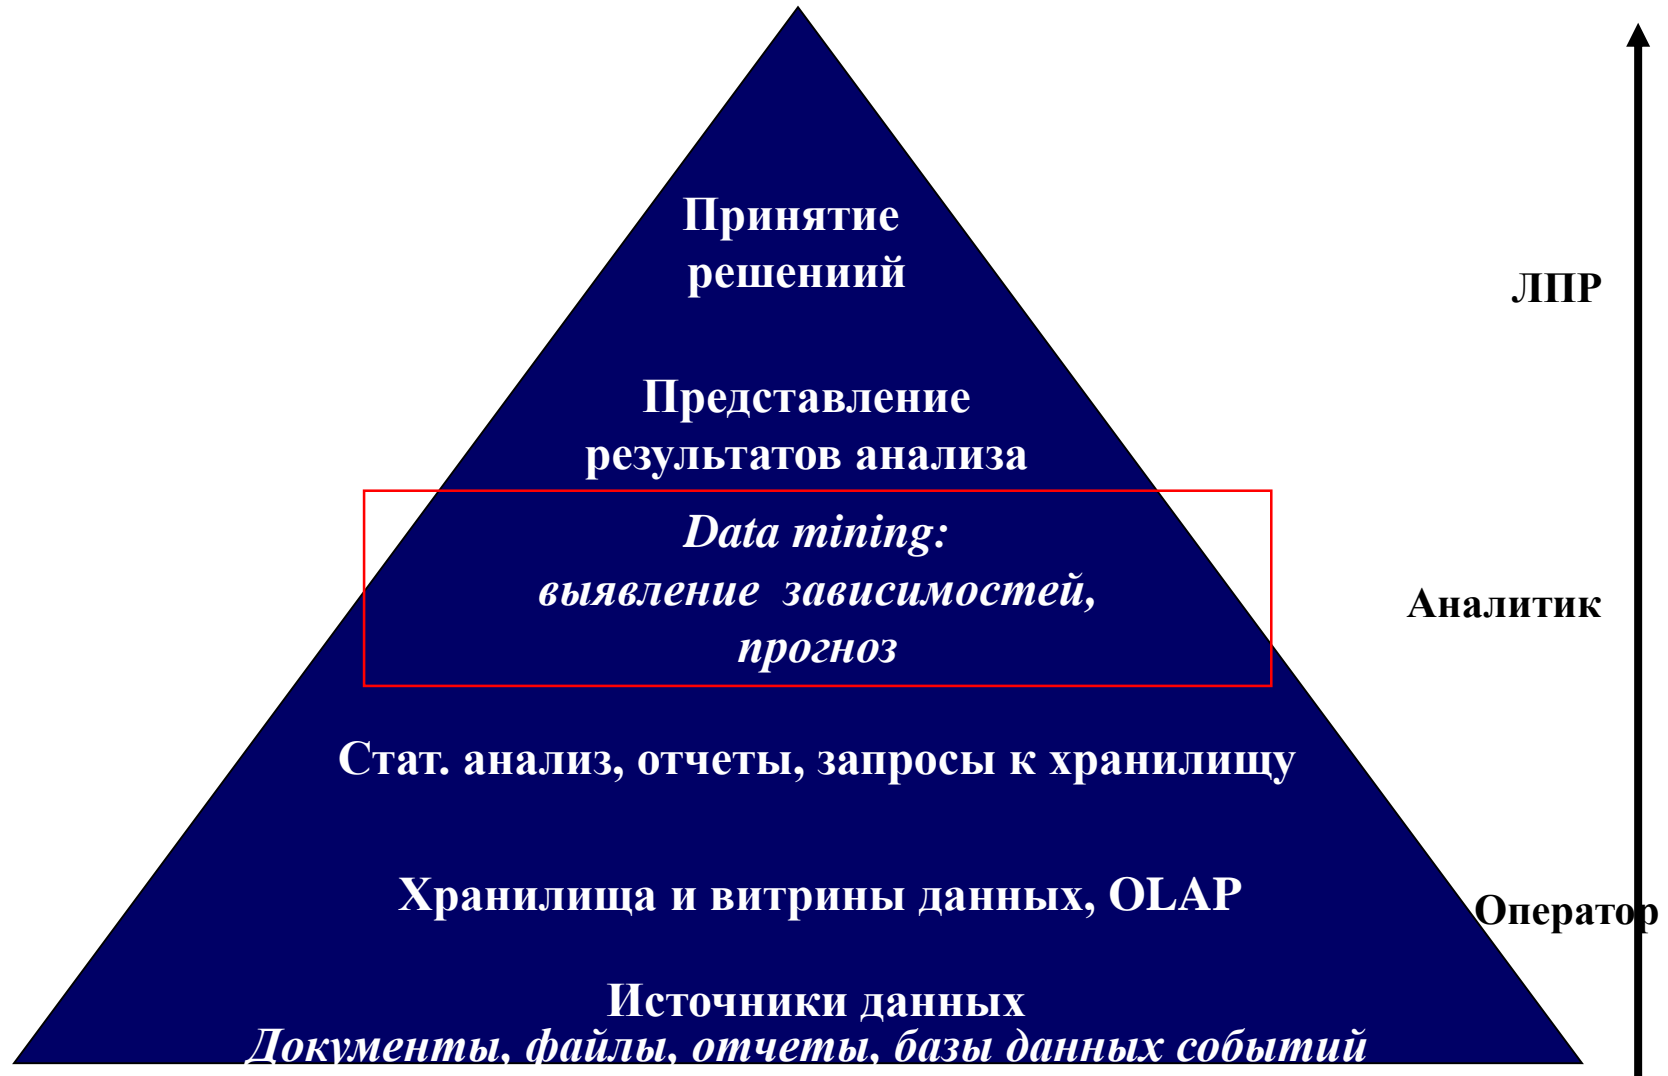 Принятие
решениий
ЛПР
Представление
результатов анализа
Data mining:
выявление зависимостей,
прогноз
Аналитик
Стат. анализ, отчеты, запросы к хранилищу
Хранилища и витрины данных, OLAP
Оператор
Источники данных
Документы, файлы, отчеты, базы данных событий